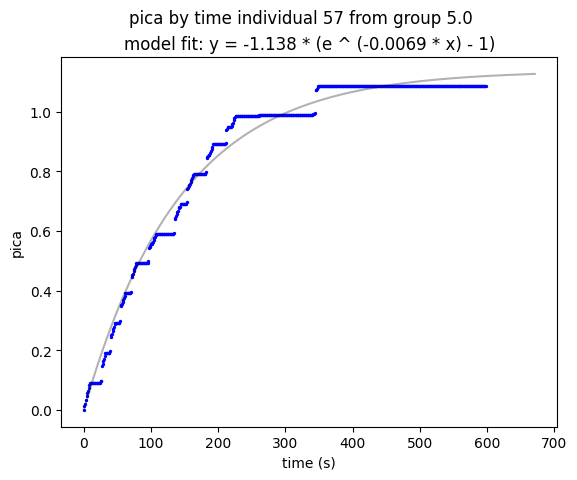 pica by time individual 57 from group 5.0
model fit: y = -1.138 * (e ^ (-0.0069 * x) - 1)
1.0
0.8
0.6
0.4
0.2
0.0
pica
0 100 200 300 400 500 600 700
time (s)